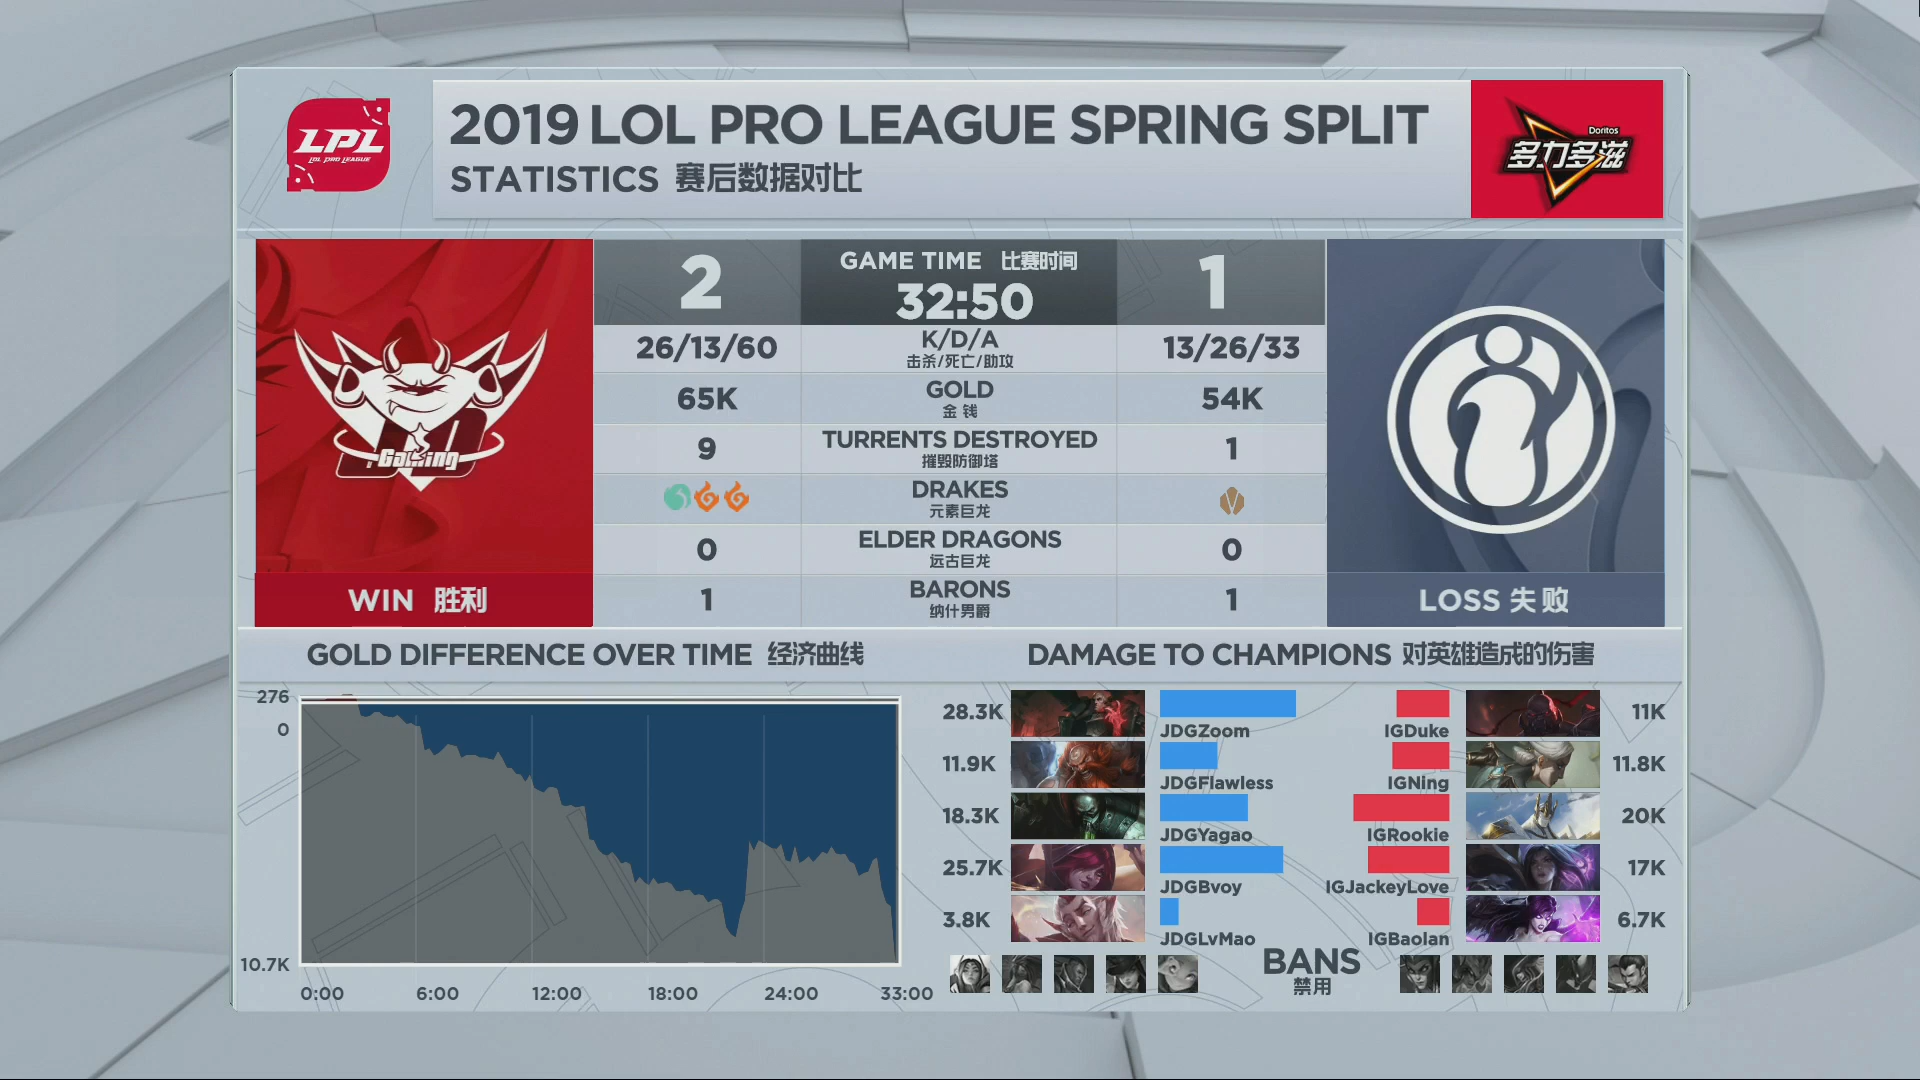 LPL
LOL PRO LEAGUE
2019 LOL PRO LEAGUE SPRING SPLIT
STATISTICS 赛后数据对比
Doritos
多力多滋
2
GAME TIME 比赛时间
32:50
1
26/13/60
K/D/A
击杀/死亡/助攻
13/26/33
65K
GOLD
金 钱
54K
9
TURRENTS DESTROYED
摧毁防御塔
1
DRAKES
元素巨龙
0
ELDER DRAGONS
远古巨龙
0
1
BARONS
纳什男爵
1
Gaming
WIN 胜利
LOSS 失败
GOLD DIFFERENCE OVER TIME 经济曲线
276
0
10.7K
0:00 6:00 12:00 18:00 24:00 33:00
DAMAGE TO CHAMPIONS 对英雄造成的伤害
28.3K
JDGZoom
IGDuke
11K
11.9K
JDGFlawless
IGNing
11.8K
18.3K
JDGYagao
IGRookie
20K
25.7K
JDGBvoy
IGJackeyLove
17K
3.8K
JDGLvMao
IGBaolan
6.7K
BANS
禁用